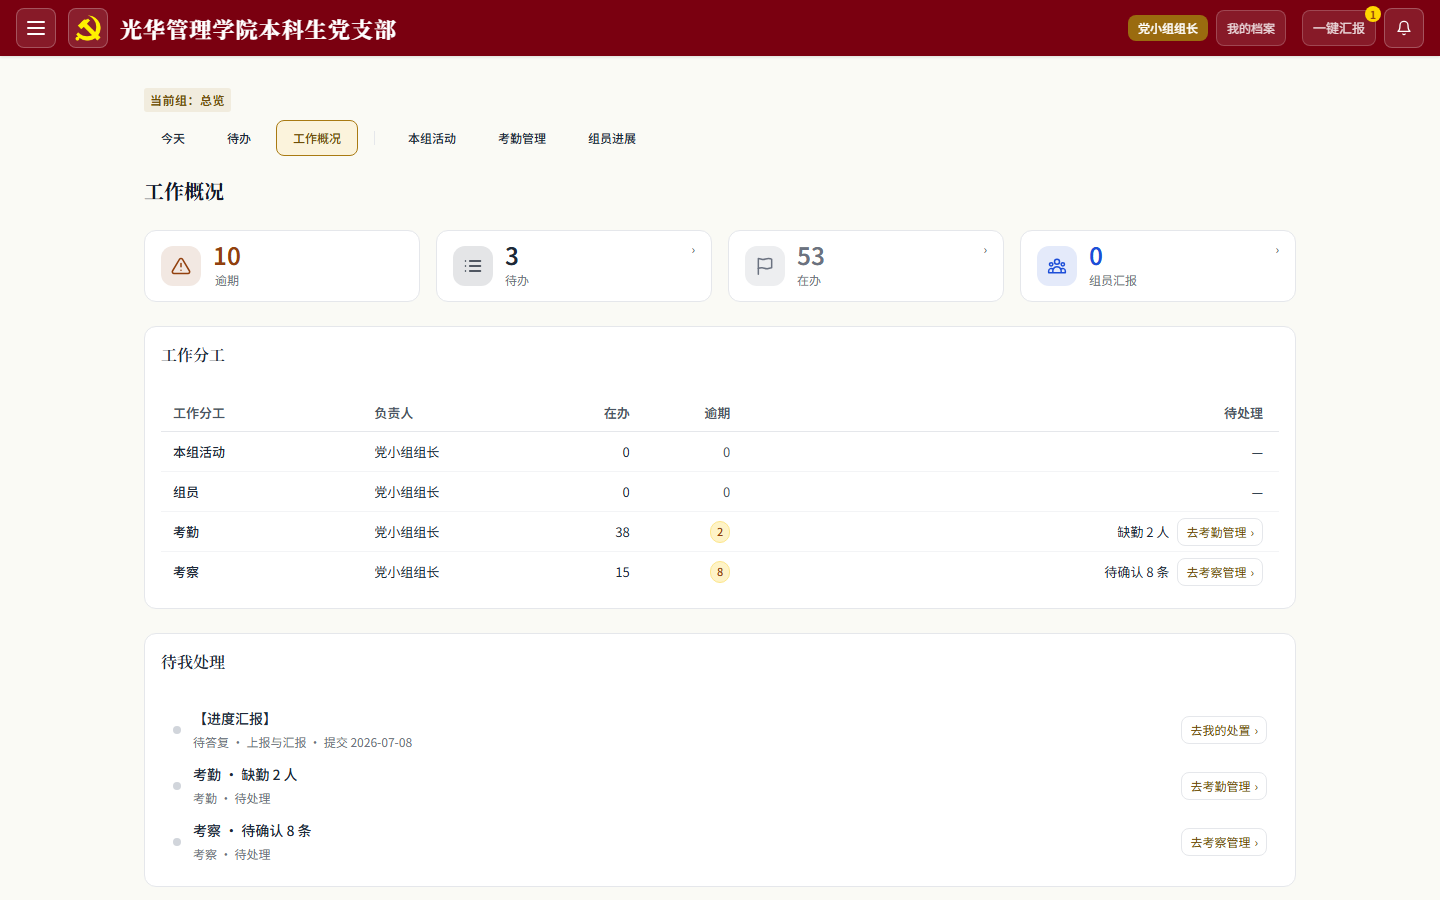 光华管理学院本科生党支部
党小组组长
我的档案
一键汇报
1
当前组：总览
今天 待办 工作概况 本组活动 考勤管理 组员进展
工作概况
10
逾期
3
待办
›
53
在办
›
0
组员汇报
›
工作分工
工作分工 负责人 在办 逾期 待处理
本组活动 党小组组长 0 0 —
组员 党小组组长 0 0 —
考勤 党小组组长 38 2 缺勤 2 人 去考勤管理 ›
考察 党小组组长 15 8 待确认 8 条 去考察管理 ›
待我处理
【进度汇报】
待答复 • 上报与汇报 • 提交 2026-07-08
去我的处置 ›
考勤 • 缺勤 2 人
考勤 • 待处理
去考勤管理 ›
考察 • 待确认 8 条
考察 • 待处理
去考察管理 ›